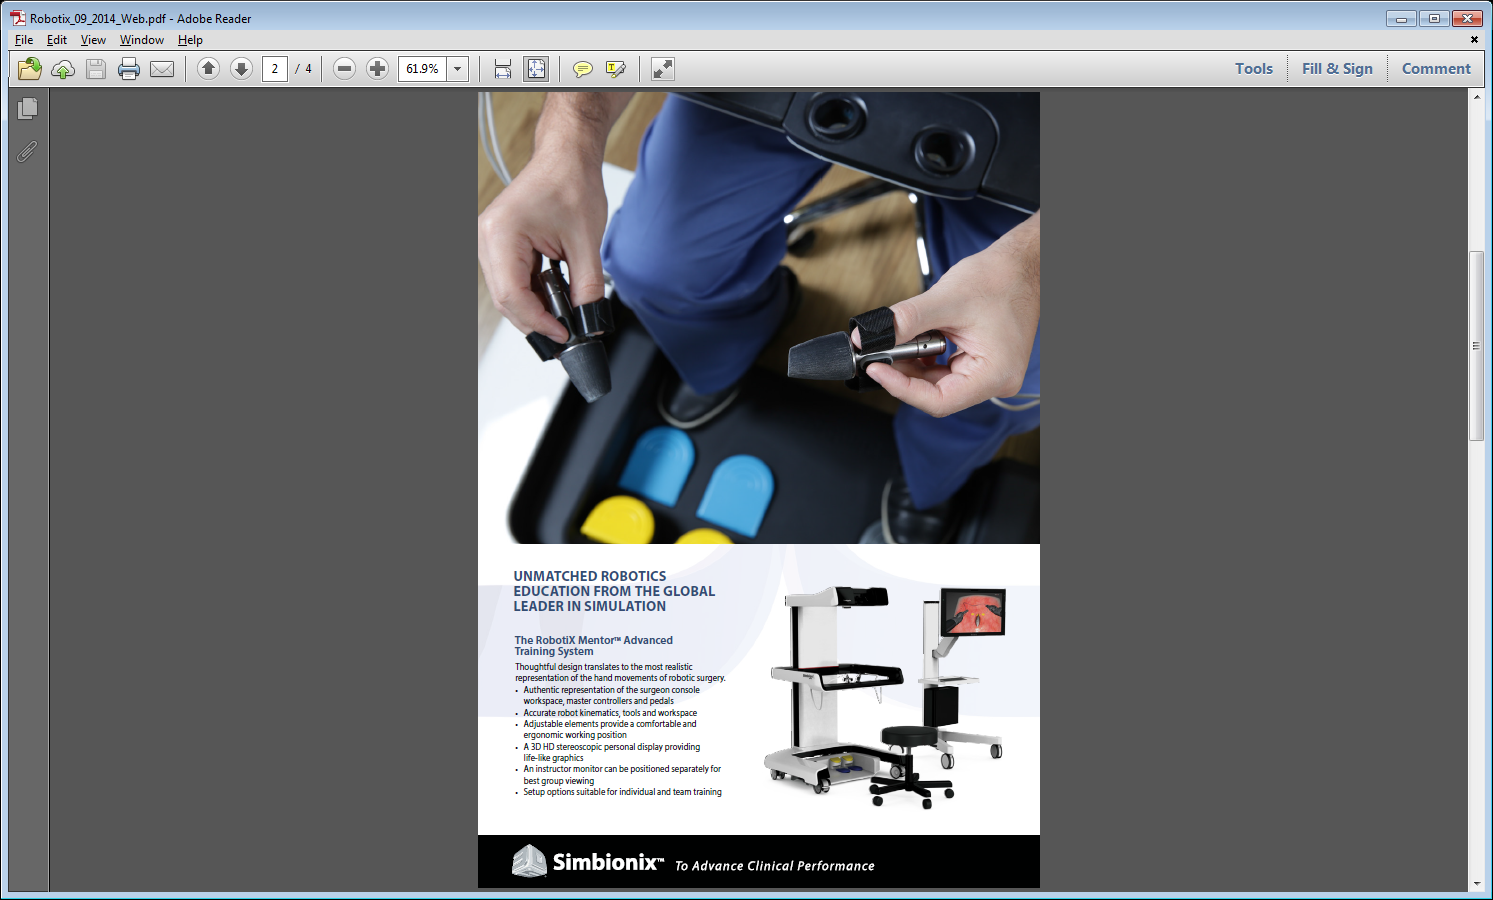 Robotix_09_2014_Web.pdf - Adobe Reader
File Edit View Window Help
2 / 4 61.9% Tools Fill & Sign Comment
UNMATCHED ROBOTICS
EDUCATION FROM THE GLOBAL
LEADER IN SIMULATION
The RobotiX Mentor™ Advanced
Training System
Thoughtful design translates to the most realistic
representation of the hand movements of robotic surgery.
• Authentic representation of the surgeon console
workspace, master controllers and pedals
• Accurate robot kinematics, tools and workspace
• Adjustable elements provide a comfortable and
ergonomic working position
• A 3D HD stereoscopic personal display providing
life-like graphics
• An instructor monitor can be positioned separately for
best group viewing
• Setup options suitable for individual and team training
Simbionix™ To Advance Clinical Performance